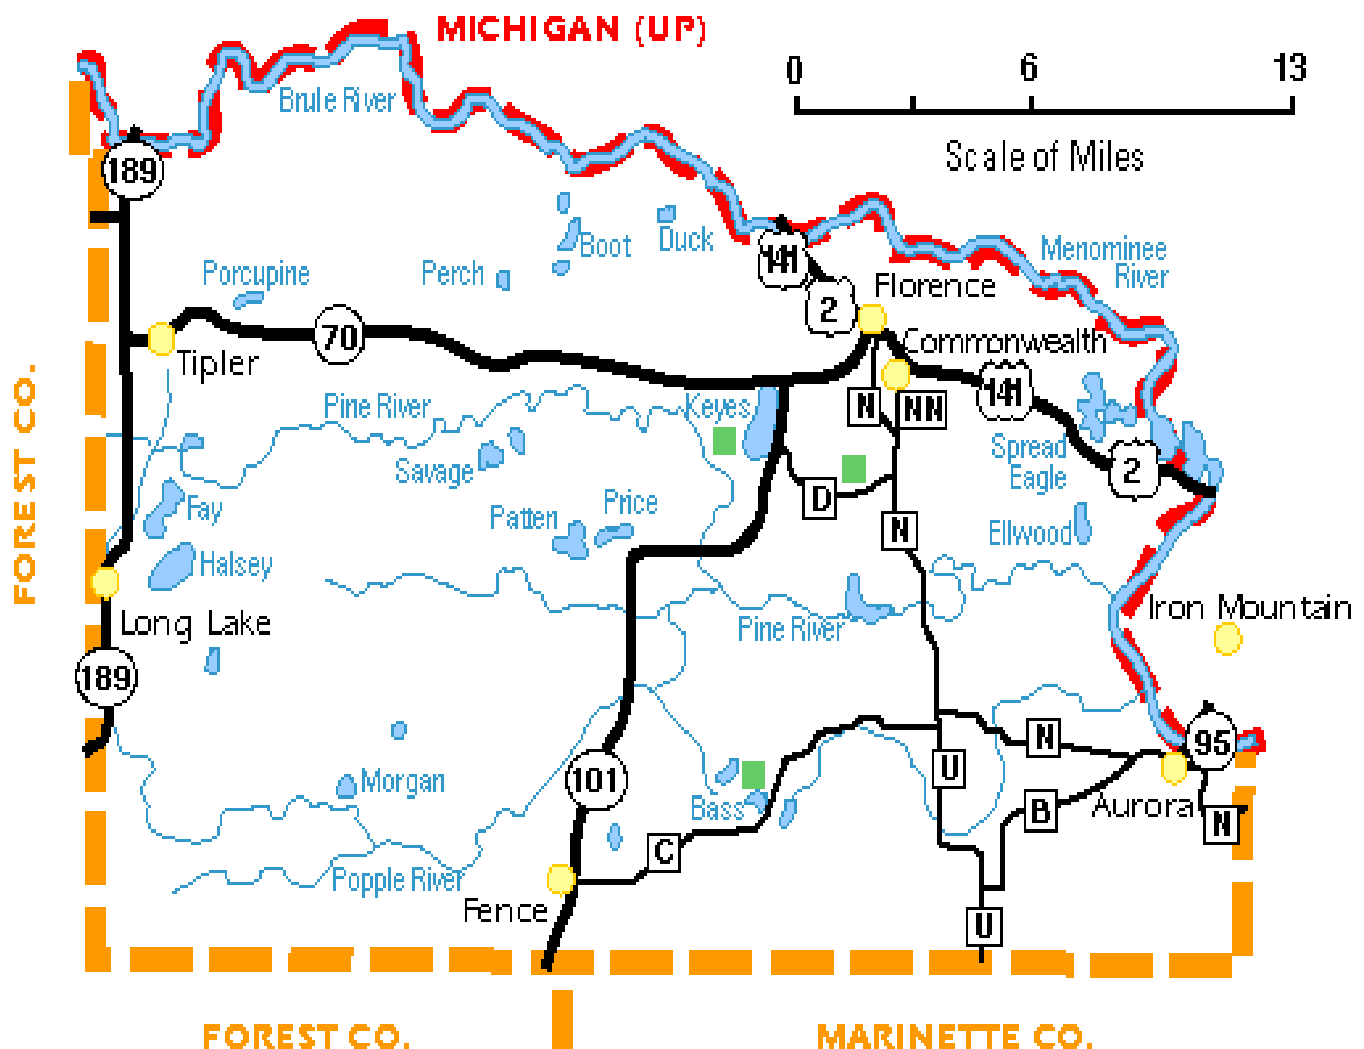 MICHIGAN (UP)
0 6 13
Scale of Miles
Brule River
189
Boot
Duck
141
Menominee
River
Porcupine
Perch
2
Florence
70
Tipler
Commonwealth
141
FOREST CO.
Pine River
Keyes
N
NN
Savage
Spread
Eagle
2
Fay
Patten
Price
D
N
Ellwood
Halsey
Long Lake
Pine River
Iron Mountain
189
N
95
U
101
Morgan
Bass
B
Aurora
N
C
Popple River
Fence
U
FOREST CO.
MARINETTE CO.